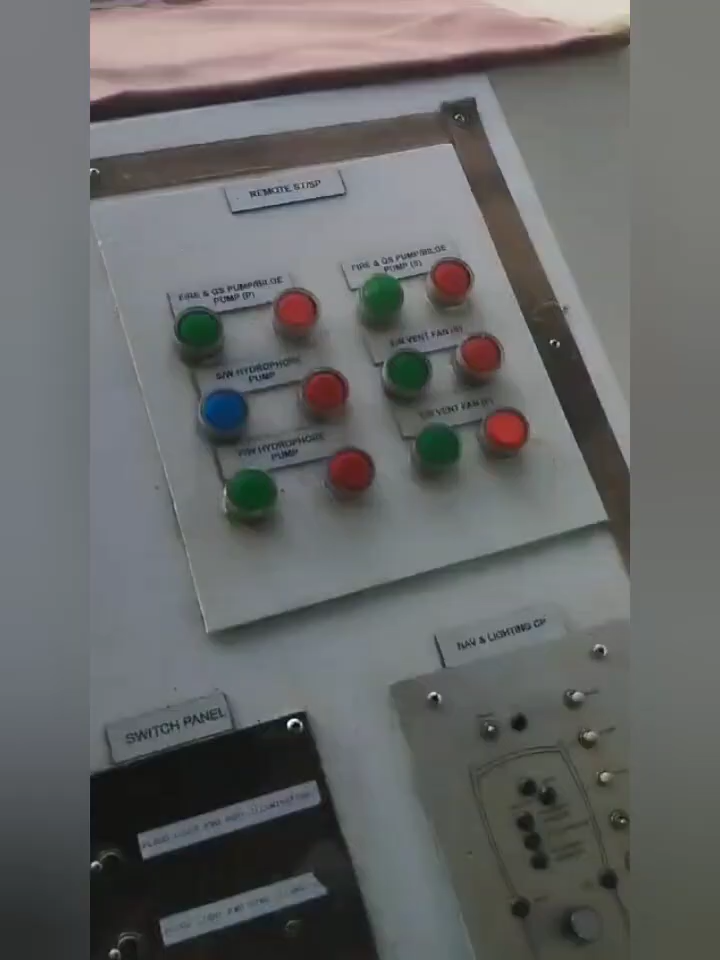 REMOTE ST/SP
FIRE & GS PUMP/BILGE
PUMP (P)
FIRE & GS PUMP/BILGE
PUMP (S)
S/W HYDROPHORE
PUMP
E/R VENT FAN (S)
F/W HYDROPHORE
PUMP
E/R VENT FAN (P)
NAV & LIGHTING CP
SWITCH PANEL